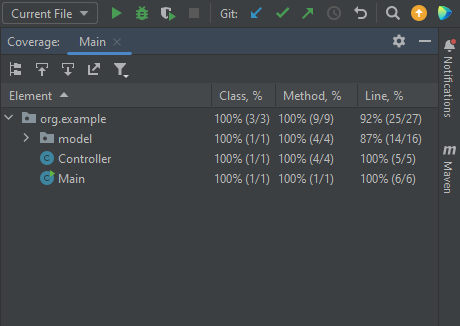 Current File Git:
Coverage: Main
Element Class, % Method, % Line, %
org.example 100% (3/3) 100% (9/9) 92% (25/27)
model 100% (1/1) 100% (4/4) 87% (14/16)
Controller 100% (1/1) 100% (4/4) 100% (5/5)
Main 100% (1/1) 100% (1/1) 100% (6/6)
Notifications
Maven